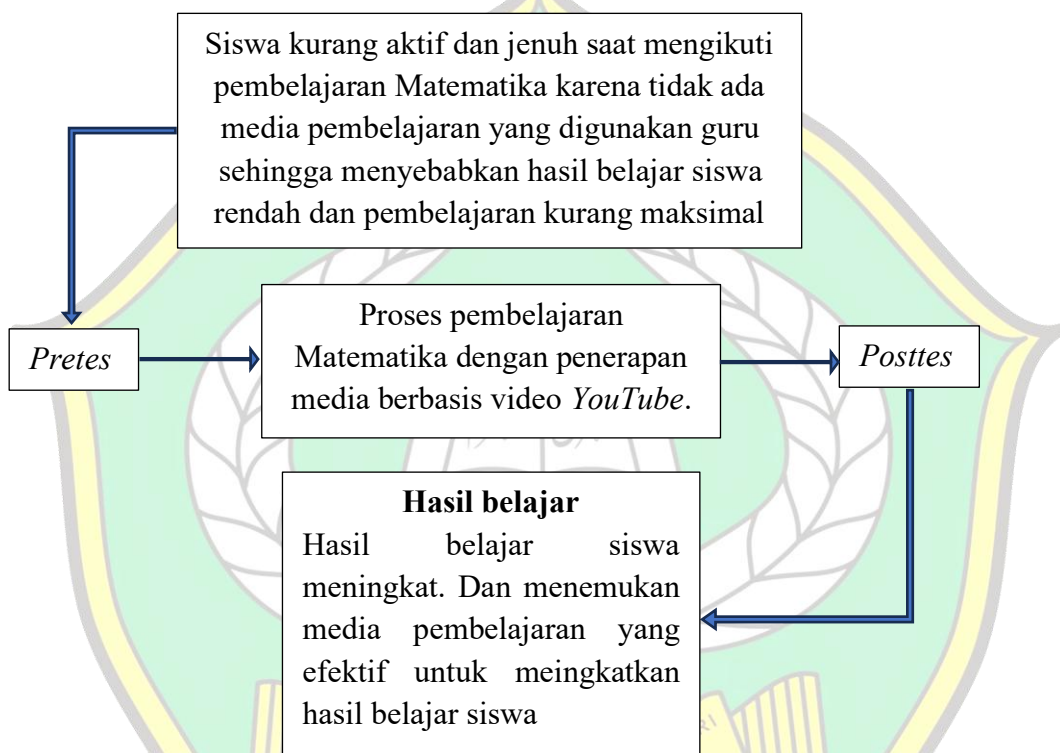 Siswa kurang aktif dan jenuh saat mengikuti
pembelajaran Matematika karena tidak ada
media pembelajaran yang digunakan guru
sehingga menyebabkan hasil belajar siswa
rendah dan pembelajaran kurang maksimal
Pretes
Proses pembelajaran
Matematika dengan penerapan
media berbasis video YouTube.
Posttes
Hasil belajar
Hasil belajar siswa
meningkat. Dan menemukan
media pembelajaran yang
efektif untuk meingkatkan
hasil belajar siswa